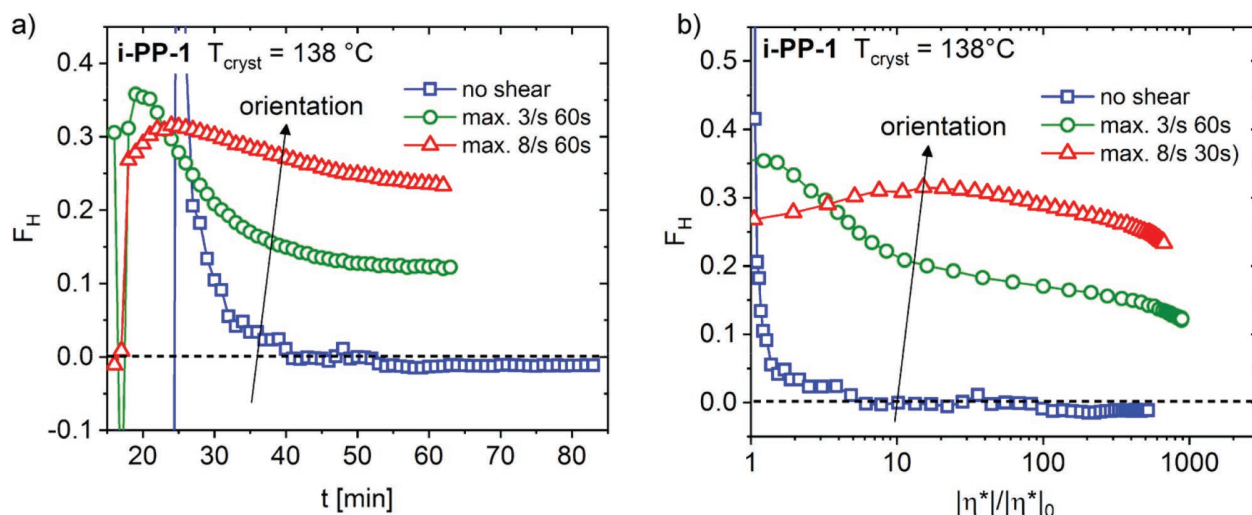 a)
i-PP-1 T_cryst = 138 °C
no shear
max. 3/s 60s
max. 8/s 60s
orientation
F_H
0.4
0.3
0.2
0.1
0.0
-0.1
20 30 40 50 60 70 80
t [min]
b)
i-PP-1 T_cryst = 138°C
no shear
max. 3/s 60s
max. 8/s 30s)
orientation
F_H
0.5
0.4
0.3
0.2
0.1
0.0
1 10 100 1000
|η*|/|η*|₀